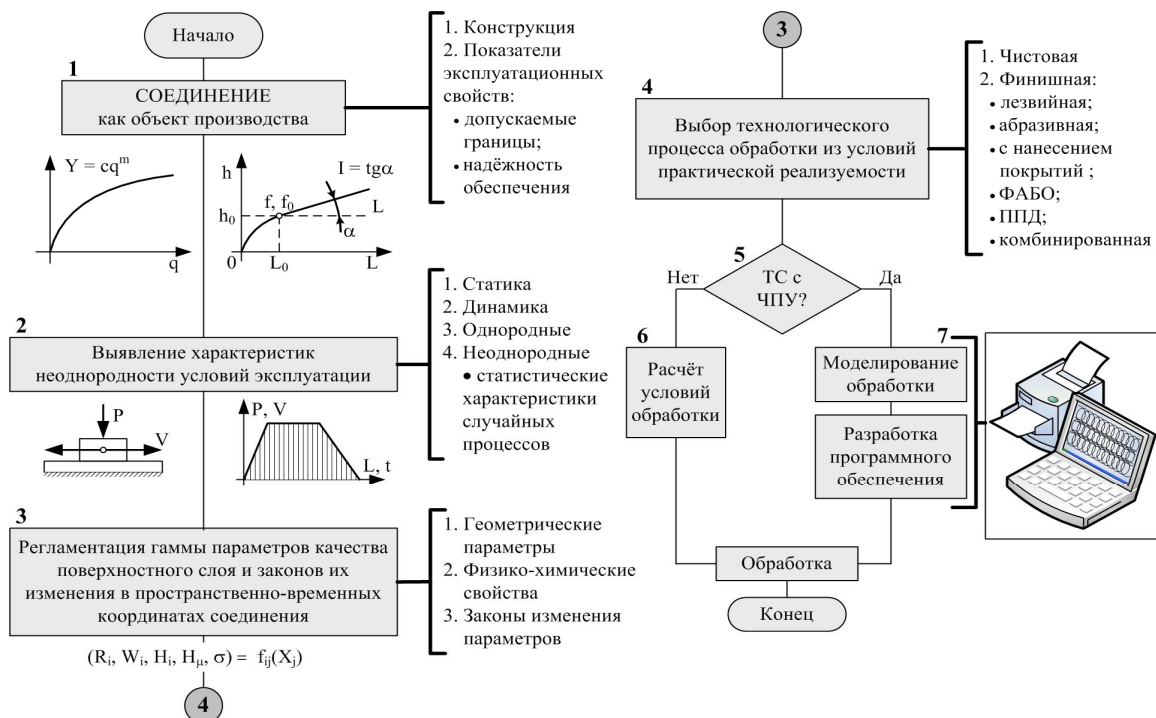 Начало
1
СОЕДИНЕНИЕ
как объект производства
1. Конструкция
2. Показатели
эксплуатационных
свойств:
• допускаемые
границы;
• надёжность
обеспечения
Y = cq^m
q
h
I = tgα
f, f₀
L
h₀
α
0
L₀
L
2
Выявление характеристик
неоднородности условий эксплуатации
1. Статика
2. Динамика
3. Однородные
4. Неоднородные
• статистические
характеристики
случайных
процессов
P
V
P, V
L, t
3
Регламентация гаммы параметров качества
поверхностного слоя и законов их
изменения в пространственно-временных
координатах соединения
1. Геометрические
параметры
2. Физико-химические
свойства
3. Законы изменения
параметров
(Rᵢ, Wᵢ, Hᵢ, Hμ, σ) = fᵢⱼ(Xⱼ)
4
3
4
Выбор технологического
процесса обработки из условий
практической реализуемости
1. Чистовая
2. Финишная:
• лезвийная;
• абразивная;
• с нанесением
покрытий ;
• ФАБО;
• ППД;
• комбинированная
5
Нет
ТС с
ЧПУ?
Да
6
Расчёт
условий
обработки
7
Моделирование
обработки
Разработка
программного
обеспечения
Обработка
Конец